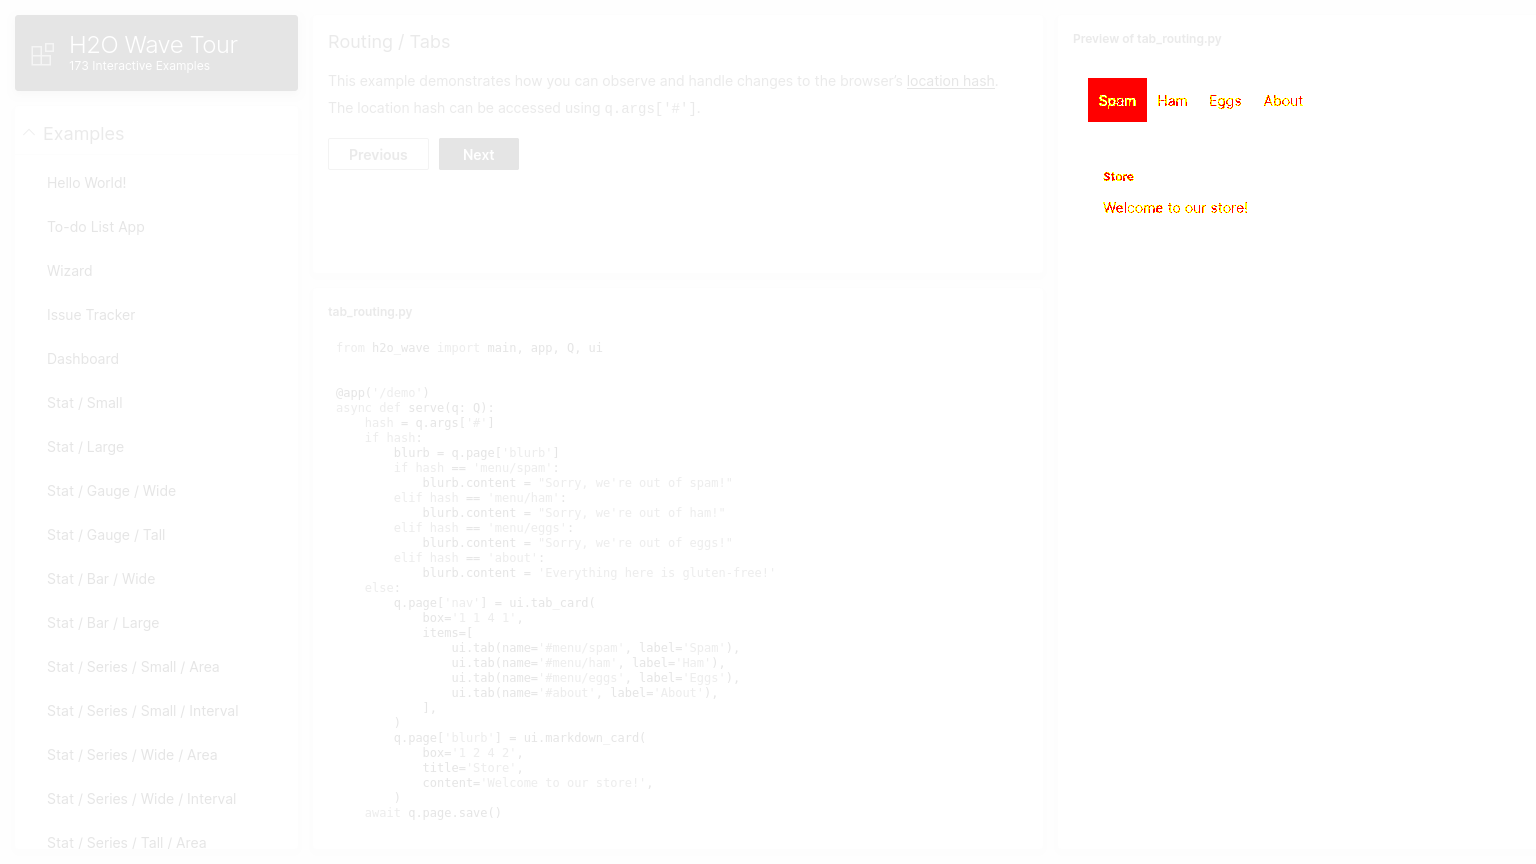 H2O Wave Tour
173 Interactive Examples
Examples
Hello World!
To-do List App
Wizard
Issue Tracker
Dashboard
Stat / Small
Stat / Large
Stat / Gauge / Wide
Stat / Gauge / Tall
Stat / Bar / Wide
Stat / Bar / Large
Stat / Series / Small / Area
Stat / Series / Small / Interval
Stat / Series / Wide / Area
Stat / Series / Wide / Interval
Stat / Series / Tall / Area
Routing / Tabs
This example demonstrates how you can observe and handle changes to the browser's location hash.
The location hash can be accessed using q.args['#'].
Previous
Next
tab_routing.py
from h2o_wave import main, app, Q, ui
@app('/demo')
async def serve(q: Q):
    hash = q.args['#']
    if hash:
        blurb = q.page['blurb']
        if hash == 'menu/spam':
            blurb.content = "Sorry, we're out of spam!"
        elif hash == 'menu/ham':
            blurb.content = "Sorry, we're out of ham!"
        elif hash == 'menu/eggs':
            blurb.content = "Sorry, we're out of eggs!"
        elif hash == 'about':
            blurb.content = 'Everything here is gluten-free!'
    else:
        q.page['nav'] = ui.tab_card(
            box='1 1 4 1',
            items=[
                ui.tab(name='#menu/spam', label='Spam'),
                ui.tab(name='#menu/ham', label='Ham'),
                ui.tab(name='#menu/eggs', label='Eggs'),
                ui.tab(name='#about', label='About'),
            ],
        )
        q.page['blurb'] = ui.markdown_card(
            box='1 2 4 2',
            title='Store',
            content='Welcome to our store!',
        )
    await q.page.save()
Preview of tab_routing.py
Spam Ham Eggs About
Store
Welcome to our store!